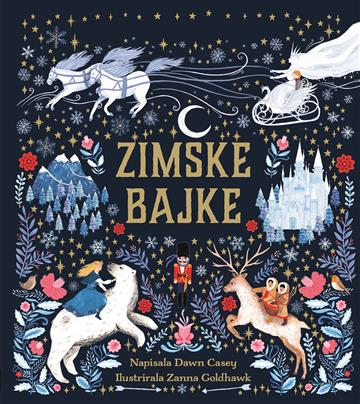 ZIMSKE
BAJKE
Napisala Dawn Casey
Ilustrirala Zanna Goldhawk